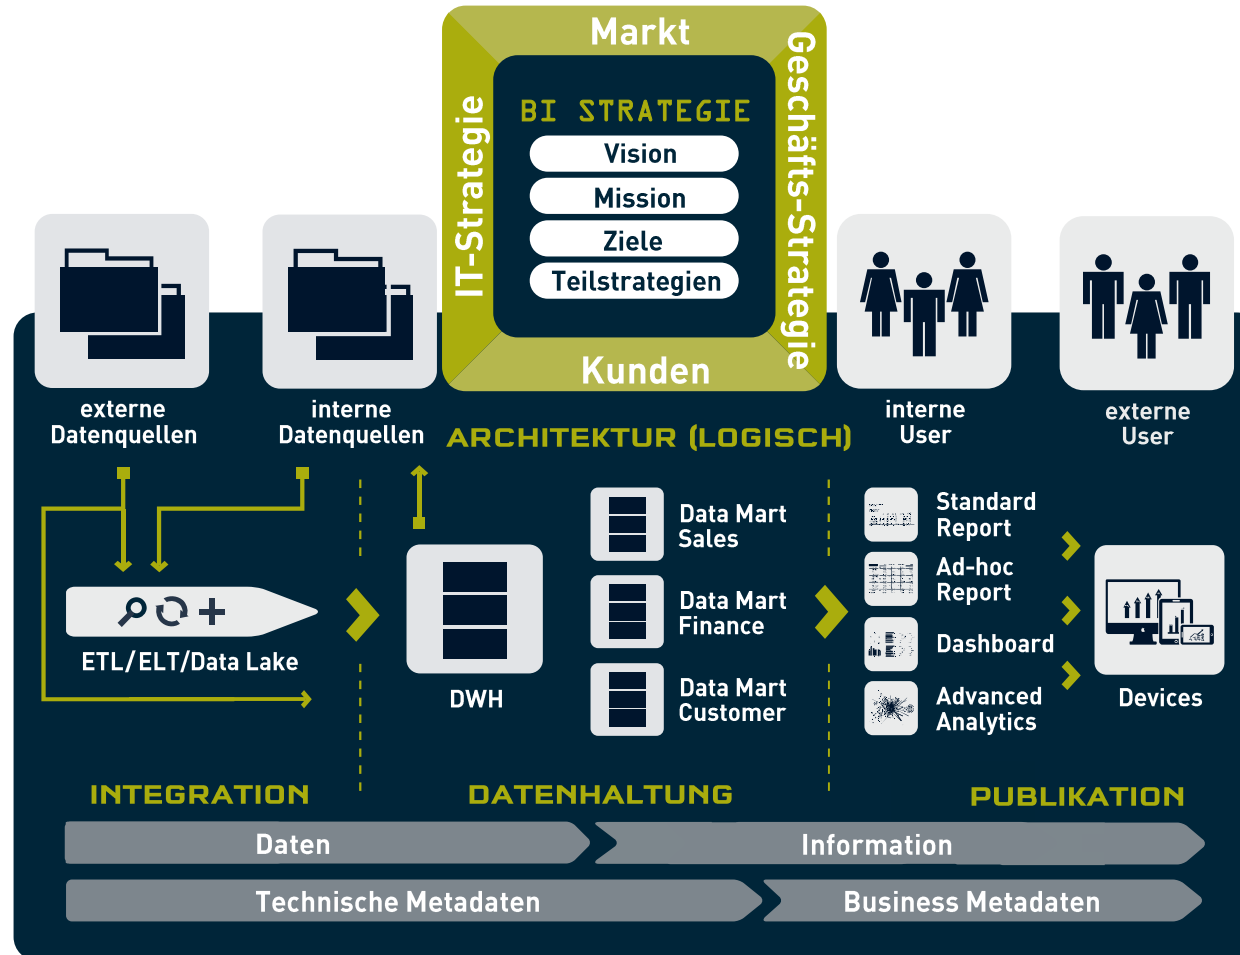 Markt
IT-Strategie
Geschäfts-Strategie
BI STRATEGIE
Vision
Mission
Ziele
Teilstrategien
Kunden
externe
Datenquellen
interne
Datenquellen
interne
User
externe
User
ARCHITEKTUR (LOGISCH)
ETL/ELT/Data Lake
DWH
Data Mart
Sales
Data Mart
Finance
Data Mart
Customer
Standard
Report
Ad-hoc
Report
Dashboard
Advanced
Analytics
Devices
INTEGRATION
DATENHALTUNG
PUBLIKATION
Daten
Information
Technische Metadaten
Business Metadaten